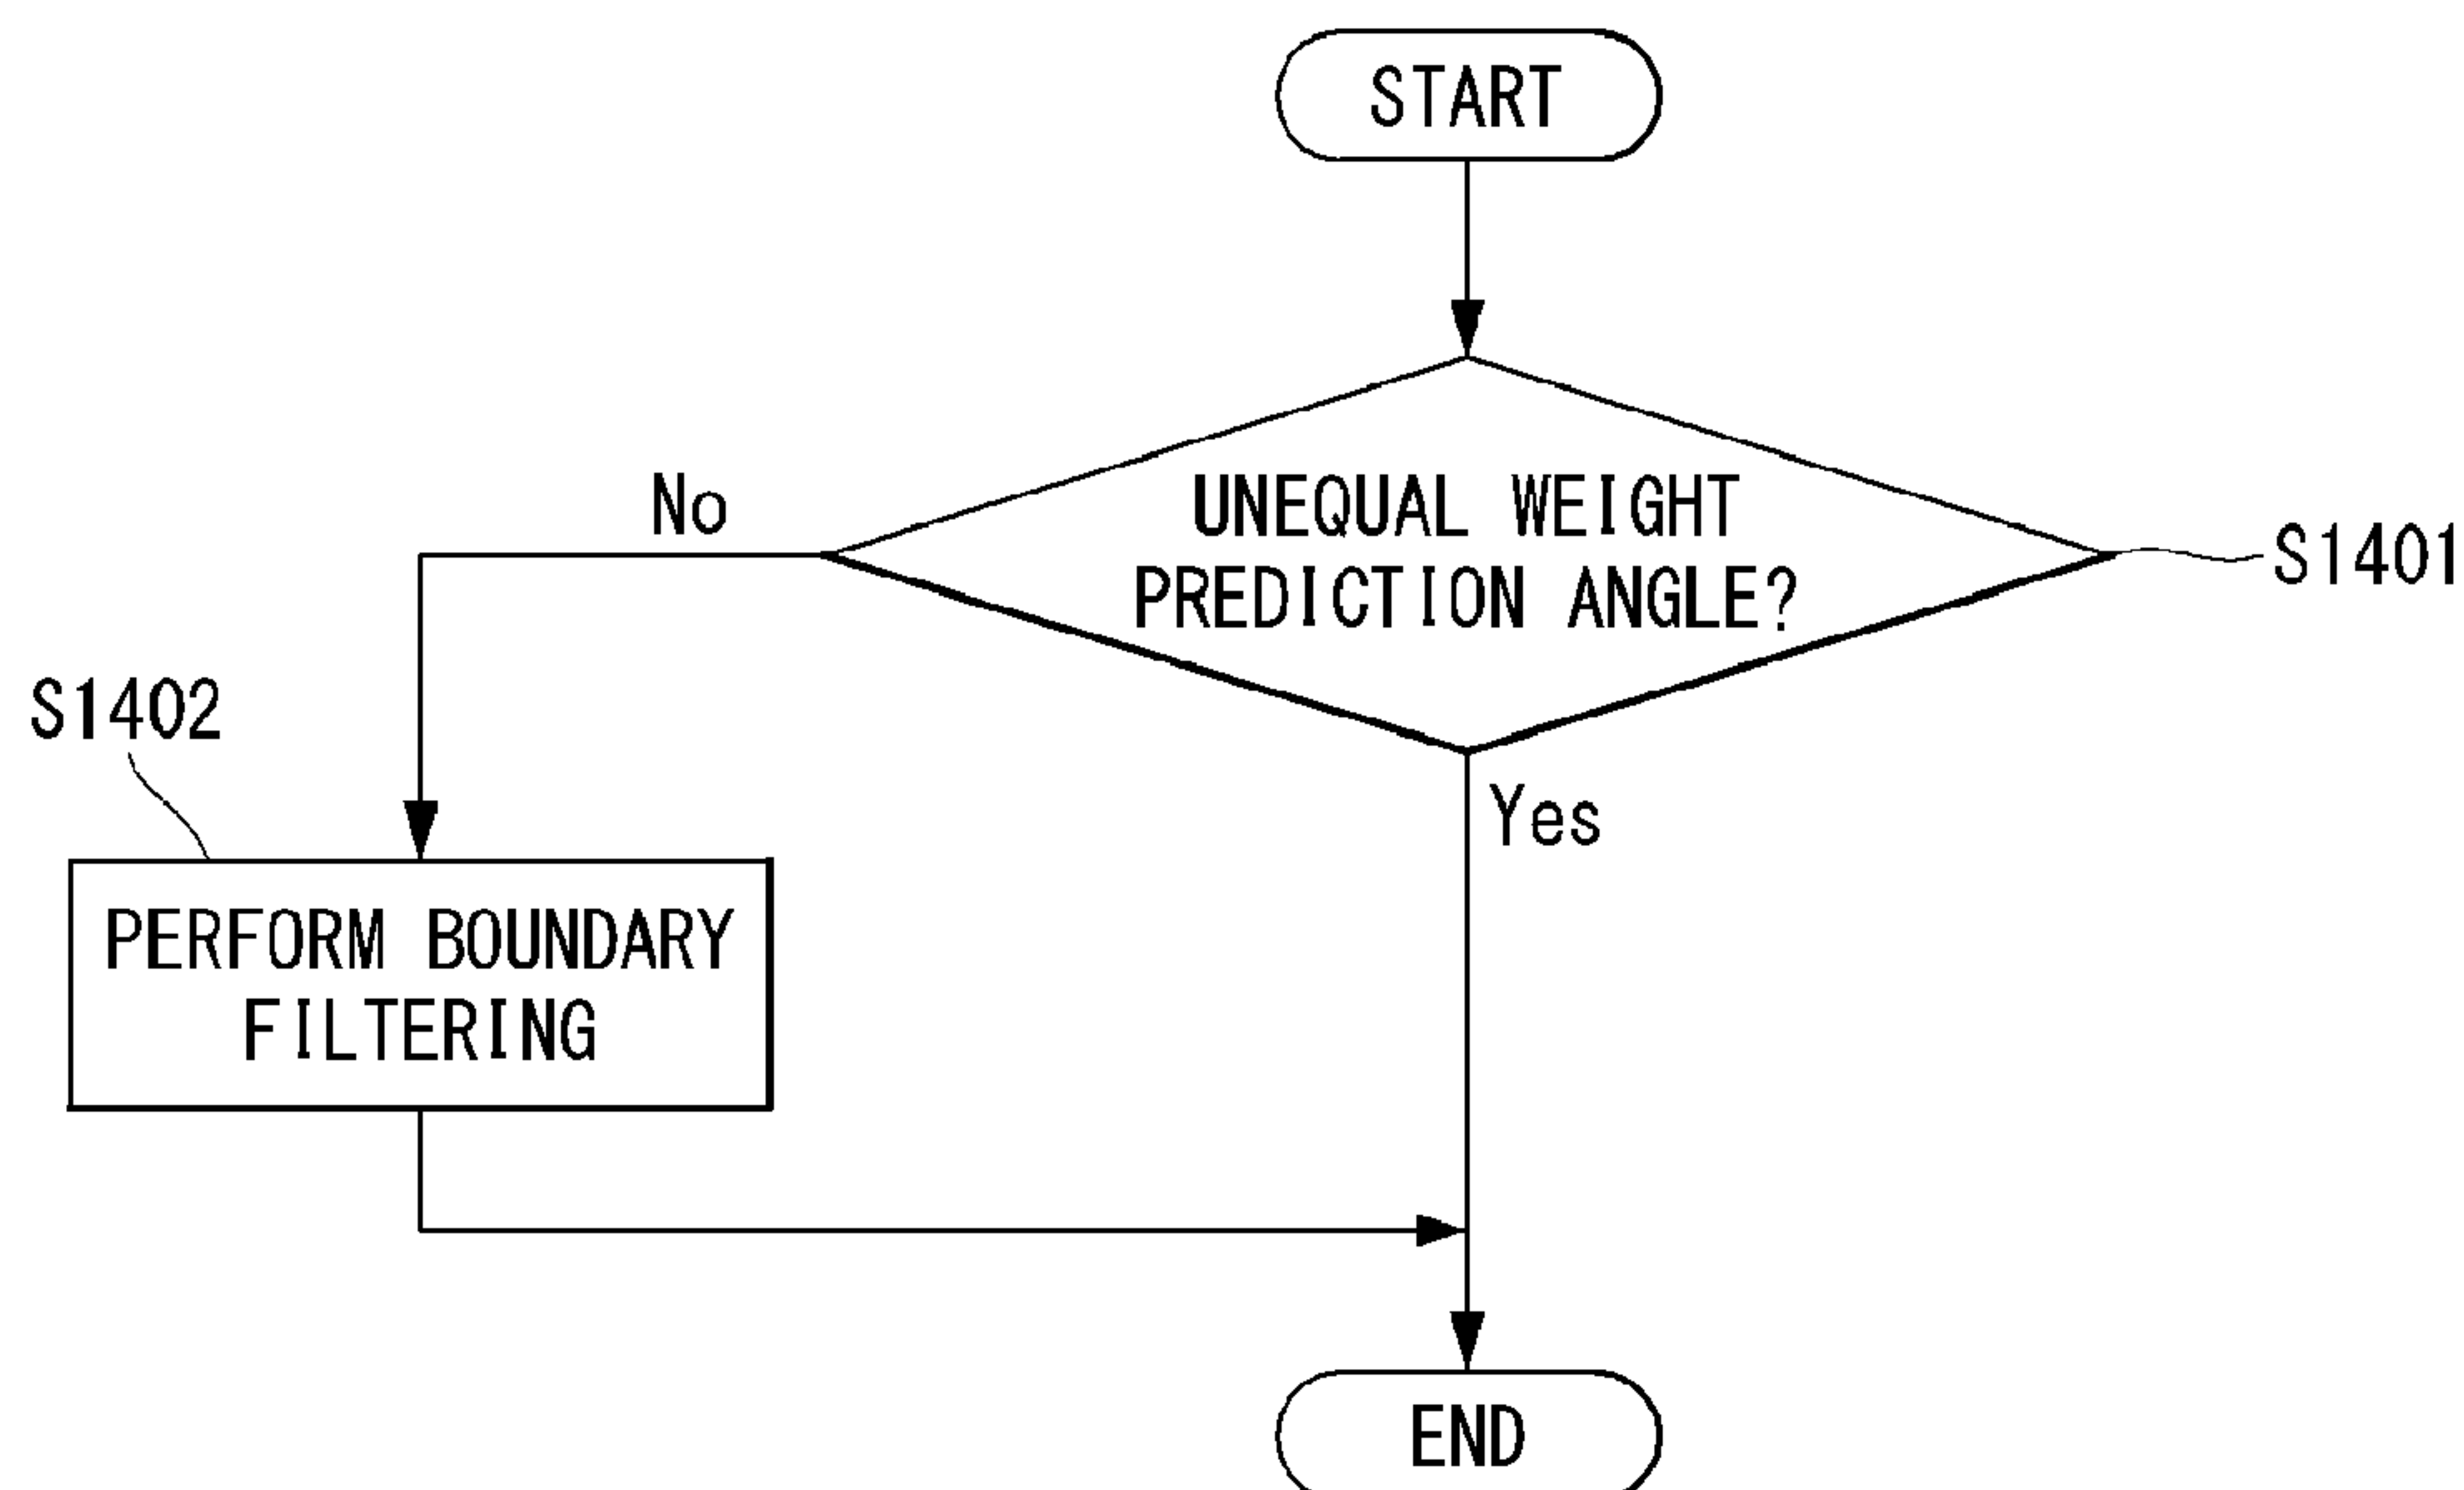 START
UNEQUAL WEIGHT
PREDICTION ANGLE?
S1401
No
Yes
S1402
PERFORM BOUNDARY
FILTERING
END